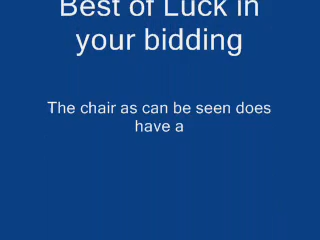 Best of Luck in
your bidding
The chair as can be seen does
have a